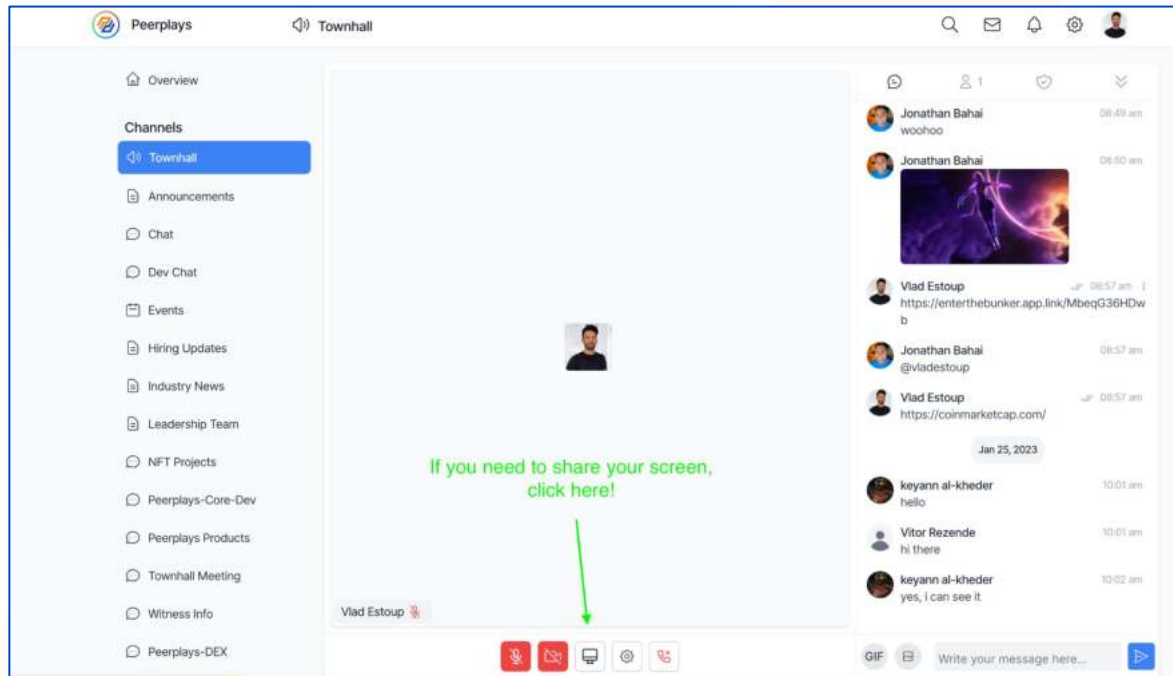 Peerplays
Townhall
Overview
Channels
Townhall
Announcements
Chat
Dev Chat
Events
Hiring Updates
Industry News
Leadership Team
NFT Projects
Peerplays-Core-Dev
Peerplays Products
Townhall Meeting
Witness Info
Peerplays-DEX
If you need to share your screen,
click here!
Vlad Estoup
1
Jonathan Bahai 08:49 am
woohoo
Jonathan Bahai 08:50 am
Vlad Estoup 08:57 am
https://enterthebunker.app.link/MbeqG36HDw
b
Jonathan Bahai 08:57 am
@vladestoup
Vlad Estoup 08:57 am
https://coinmarketcap.com/
Jan 25, 2023
keyann al-kheder 10:01 am
hello
Vitor Rezende 10:01 am
hi there
keyann al-kheder 10:02 am
yes, i can see it
GIF
Write your message here...